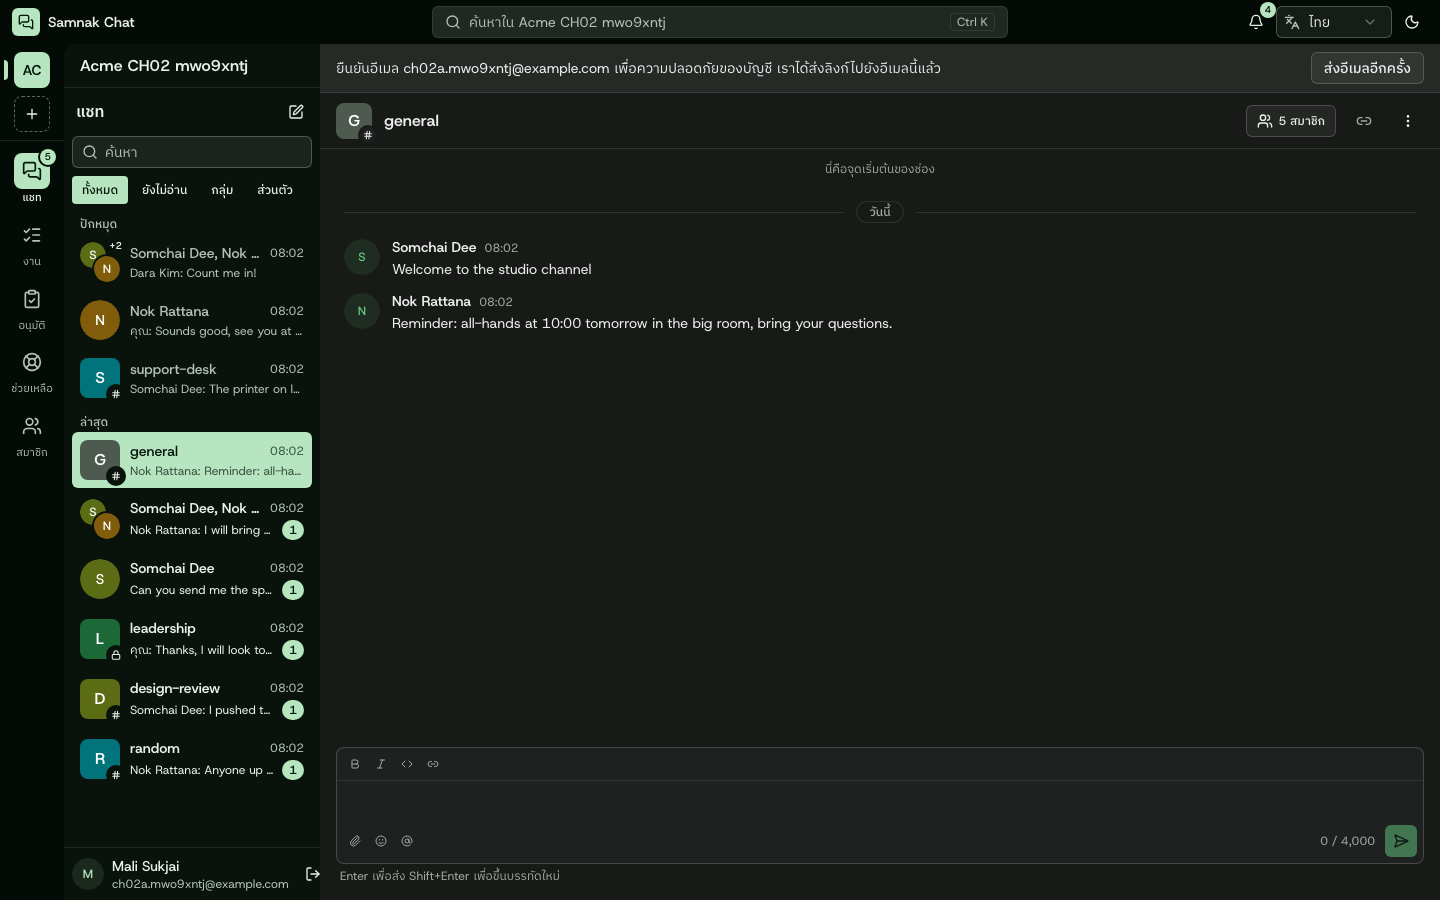 Samnak Chat
ค้นหาใน Acme CH02 mwo9xntj
Ctrl K
4
ไทย
AC
Acme CH02 mwo9xntj
ยืนยันอีเมล ch02a.mwo9xntj@example.com เพื่อความปลอดภัยของบัญชี เราได้ส่งลิงก์ไปยังอีเมลนี้แล้ว
ส่งอีเมลอีกครั้ง
5
แชท
งาน
อนุมัติ
ช่วยเหลือ
สมาชิก
แชท
ค้นหา
ทั้งหมด
ยังไม่อ่าน
กลุ่ม
ส่วนตัว
ปักหมุด
S N +2
Somchai Dee, Nok ... 08:02
Dara Kim: Count me in!
N
Nok Rattana 08:02
คุณ: Sounds good, see you at ...
S #
support-desk 08:02
Somchai Dee: The printer on l...
ล่าสุด
G #
general 08:02
Nok Rattana: Reminder: all-ha...
S N
Somchai Dee, Nok ... 08:02
Nok Rattana: I will bring ... 1
S
Somchai Dee 08:02
Can you send me the sp... 1
L
leadership 08:02
คุณ: Thanks, I will look to... 1
D #
design-review 08:02
Somchai Dee: I pushed t... 1
R #
random 08:02
Nok Rattana: Anyone up ... 1
M
Mali Sukjai
ch02a.mwo9xntj@example.com
G #
general
5 สมาชิก
นี่คือจุดเริ่มต้นของช่อง
วันนี้
S
Somchai Dee 08:02
Welcome to the studio channel
N
Nok Rattana 08:02
Reminder: all-hands at 10:00 tomorrow in the big room, bring your questions.
0 / 4,000
Enter เพื่อส่ง Shift+Enter เพื่อขึ้นบรรทัดใหม่